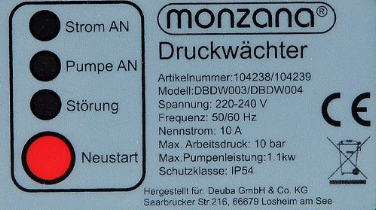 Strom AN
Pumpe AN
Störung
Neustart
monzana®
Druckwächter
Artikelnummer:104238/104239
Modell:DBDW003/DBDW004
Spannung: 220-240 V
Frequenz: 50/60 Hz
Nennstrom: 10 A
Max. Arbeitsdruck: 10 bar
Max.Pumpenleistung:1.1kw
Schutzklasse: IP54
CE
Hergestellt für: Deuba GmbH & Co. KG
Saarbrücker Str.216, 66679 Losheim am See